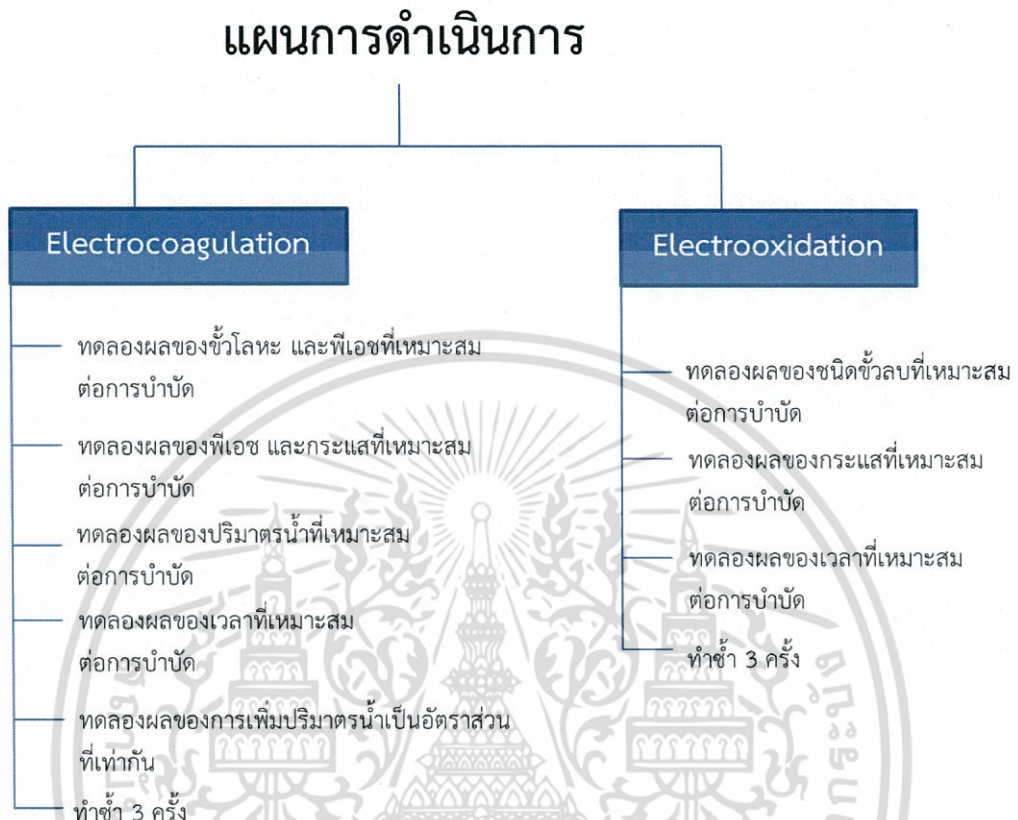 แผนการดำเนินการ
Electrocoagulation
ทดลองผลของขั้วโลหะ และพีเอชที่เหมาะสม
ต่อการบำบัด
ทดลองผลของพีเอช และกระแสที่เหมาะสม
ต่อการบำบัด
ทดลองผลของปริมาตรน้ำที่เหมาะสม
ต่อการบำบัด
ทดลองผลของเวลาที่เหมาะสม
ต่อการบำบัด
ทดลองผลของการเพิ่มปริมาตรน้ำเป็นอัตราส่วน
ที่เท่ากัน
ทำซ้ำ 3 ครั้ง
Electrooxidation
ทดลองผลของชนิดขั้วลบที่เหมาะสม
ต่อการบำบัด
ทดลองผลของกระแสที่เหมาะสม
ต่อการบำบัด
ทดลองผลของเวลาที่เหมาะสม
ต่อการบำบัด
ทำซ้ำ 3 ครั้ง